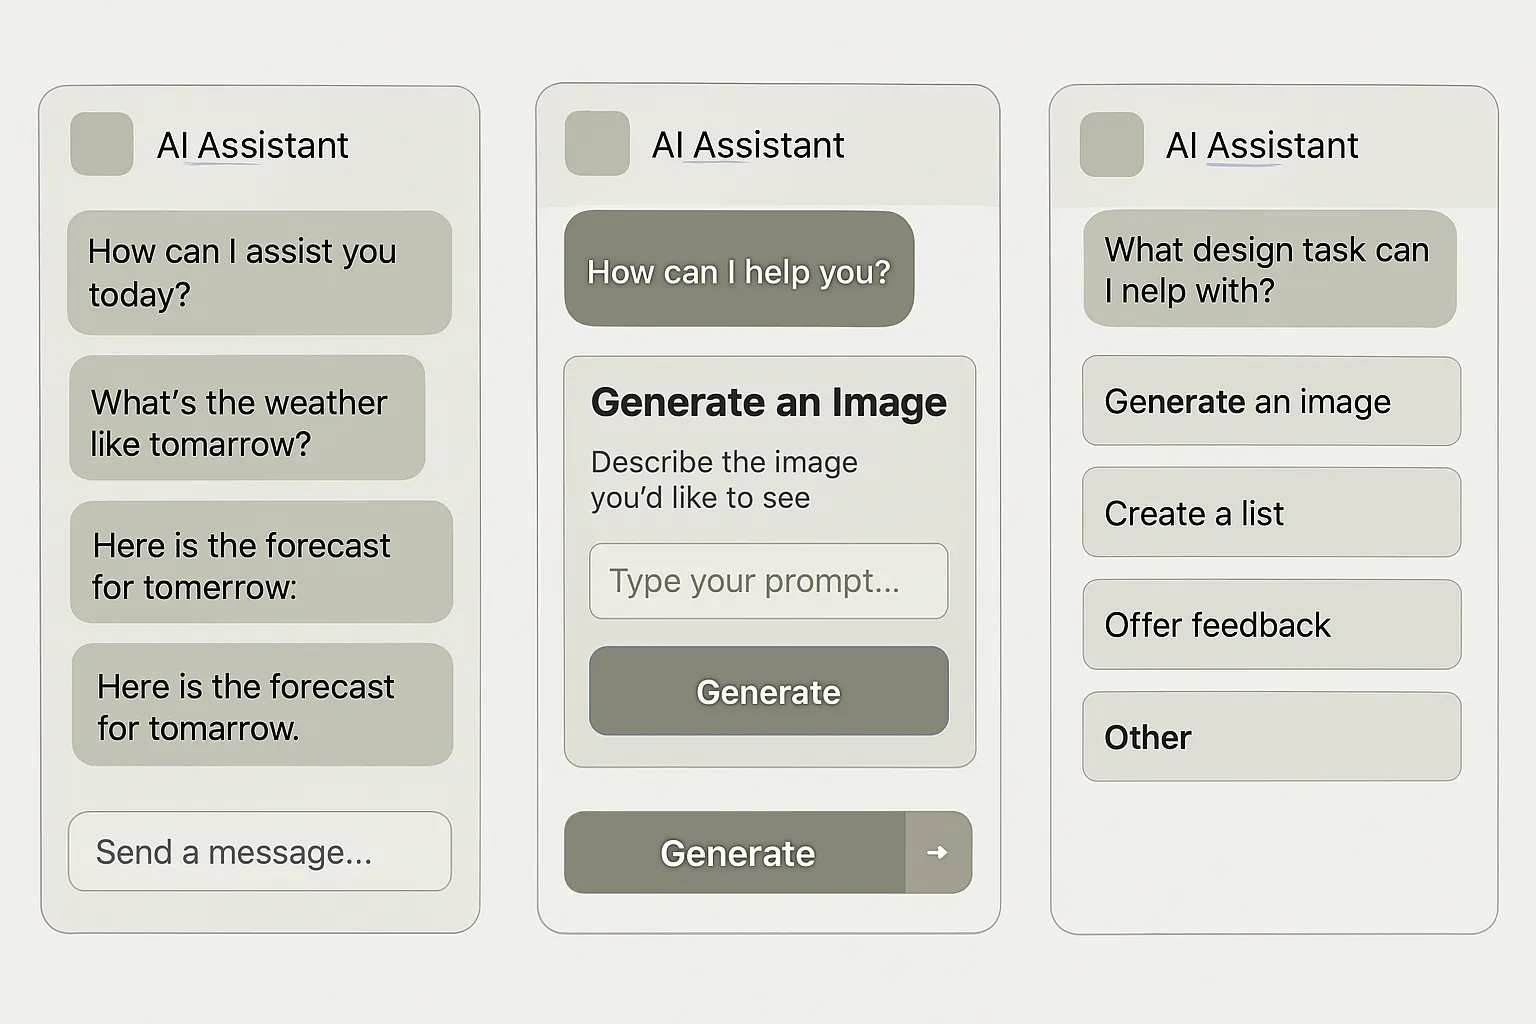 AI Assistant
How can I assist you
today?
What's the weather
like tomarrow?
Here is the forecast
for tomerrow:
Here is the forecast
for tomarrow.
Send a message...
AI Assistant
How can I help you?
Generate an Image
Describe the image
you'd like to see
Type your prompt...
Generate
Generate
AI Assistant
What design task can
I nelp with?
Generate an image
Create a list
Offer feedback
Other